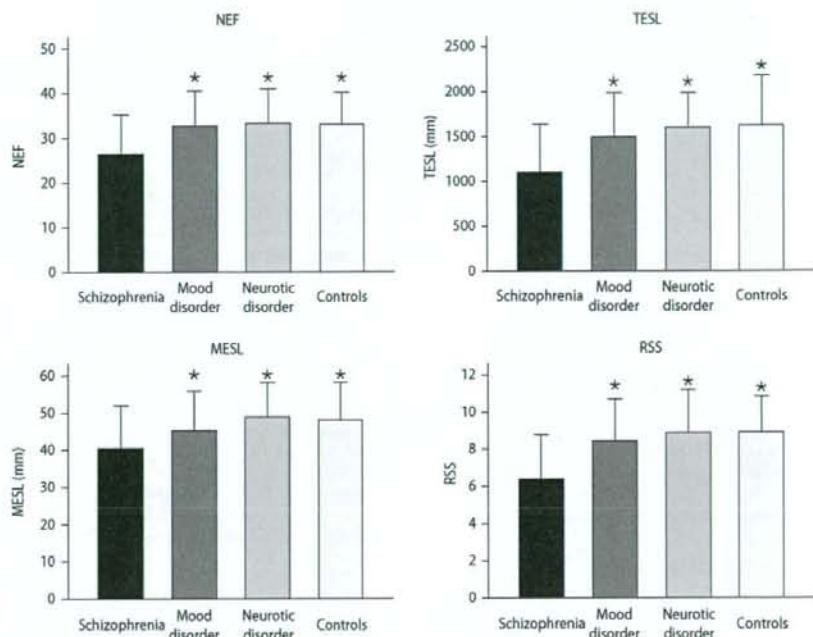 NEF
50
40
30
20
10
0
NEF
*
*
*
Schizophrenia
Mood
disorder
Neurotic
disorder
Controls
TESL
2500
2000
1500
1000
500
0
TESL (mm)
*
*
*
Schizophrenia
Mood
disorder
Neurotic
disorder
Controls
MESL
60
50
40
30
20
10
0
MESL (mm)
*
*
*
Schizophrenia
Mood
disorder
Neurotic
disorder
Controls
RSS
12
10
8
6
4
2
0
RSS
*
*
*
Schizophrenia
Mood
disorder
Neurotic
disorder
Controls